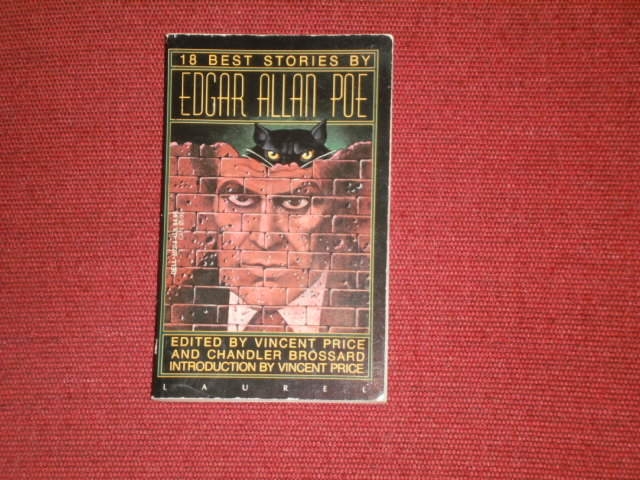 18 BEST STORIES BY
EDGAR ALLAN POE
EDITED BY VINCENT PRICE
AND CHANDLER BROSSARD
INTRODUCTION BY VINCENT PRICE
LAUREL